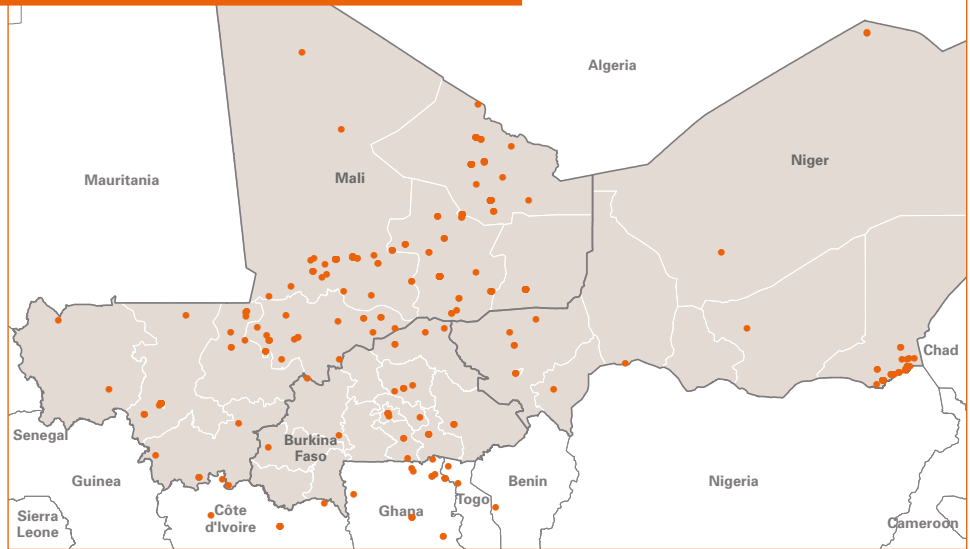 Algeria
Niger
Mauritania
Mali
Chad
Senegal
Burkina
Faso
Guinea
Benin
Nigeria
Togo
Côte
d'Ivoire
Ghana
Sierra
Leone
Cameroon